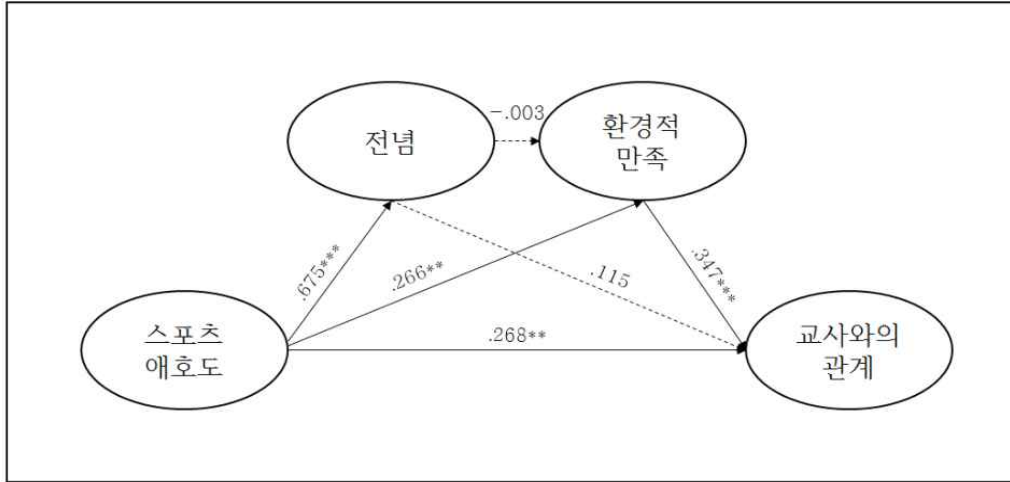 -.003
전념
환경적
만족
.675***
.266**
.115
.347***
스포츠
애호도
.268**
교사와의
관계